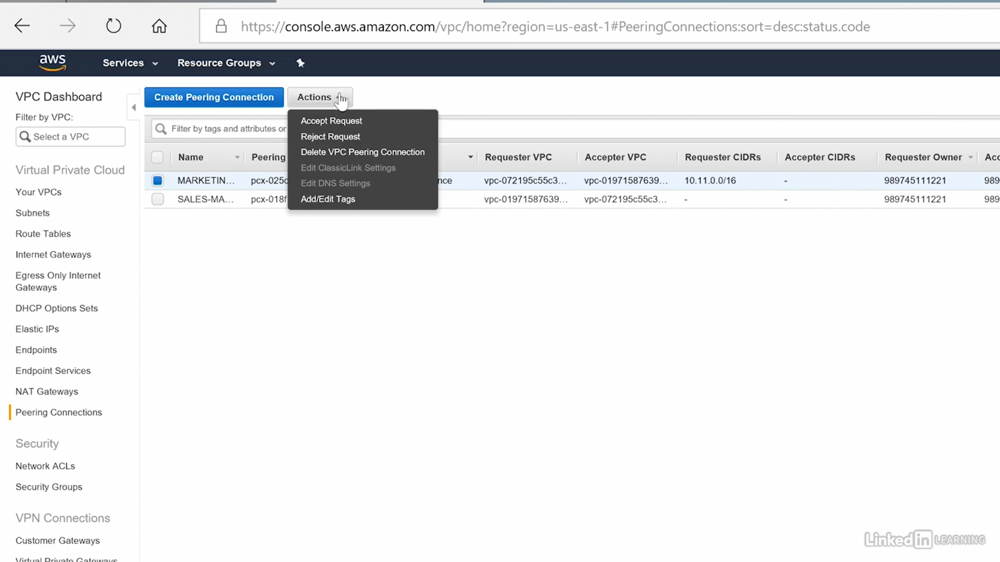 https://console.aws.amazon.com/vpc/home?region=us-east-1#PeeringConnections:sort=desc:status.code
aws
Services
Resource Groups
VPC Dashboard
Filter by VPC:
Select a VPC
Virtual Private Cloud
Your VPCs
Subnets
Route Tables
Internet Gateways
Egress Only Internet
Gateways
DHCP Options Sets
Elastic IPs
Endpoints
Endpoint Services
NAT Gateways
Peering Connections
Security
Network ACLs
Security Groups
VPN Connections
Customer Gateways
Virtual Private Gateways
Create Peering Connection
Actions
Filter by tags and attributes or
Accept Request
Reject Request
Delete VPC Peering Connection
Edit ClassicLink Settings
Edit DNS Settings
Add/Edit Tags
Name Peering Requester VPC Accepter VPC Requester CIDRs Accepter CIDRs Requester Owner Acc
MARKETIN... pcx-025c nce vpc-072195c55c3... vpc-01971587639... 10.11.0.0/16 - 989745111221 989
SALES-MA... pcx-018f vpc-01971587639... vpc-072195c55c3... - - 989745111221 989
Linked in LEARNING